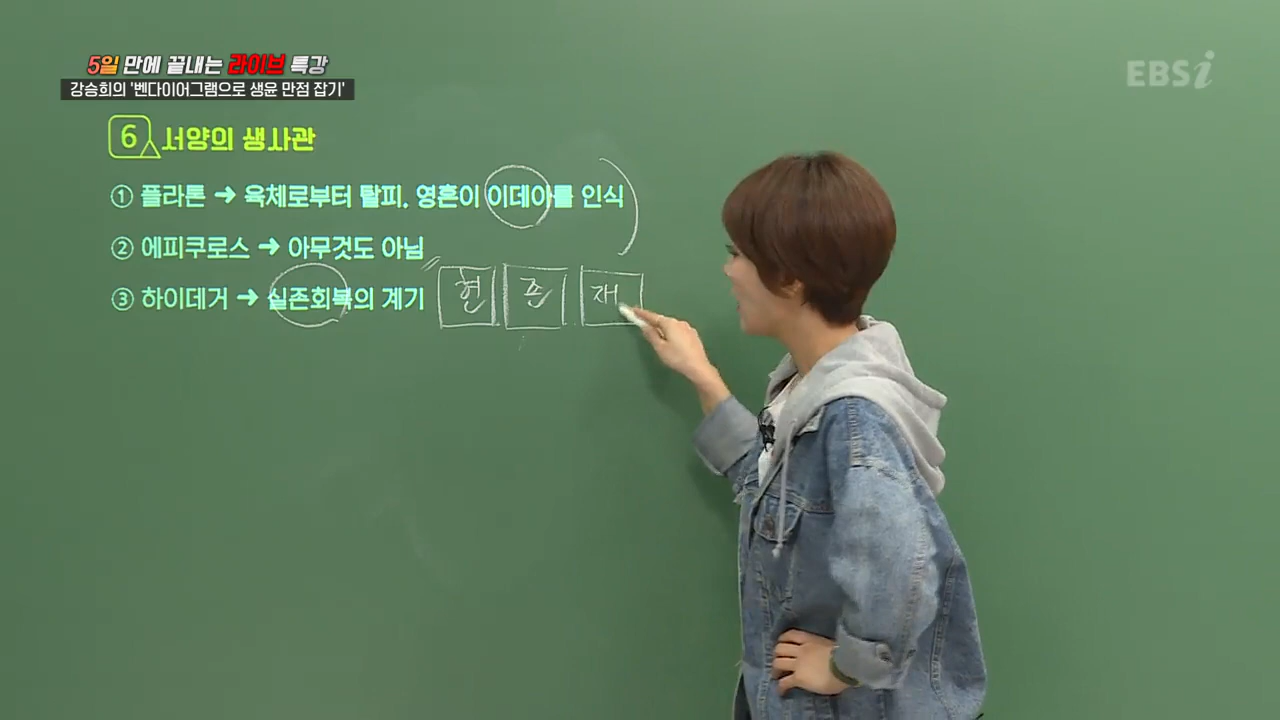 5일 만에 끝내는 라이브 특강
강승희의 '벤다이어그램으로 생윤 만점 잡기'
EBSi
6 서양의 생사관
① 플라톤 → 육체로부터 탈피, 영혼이 이데아를 인식
② 에피쿠로스 → 아무것도 아님
③ 하이데거 → 실존회복의 계기 현 존 재